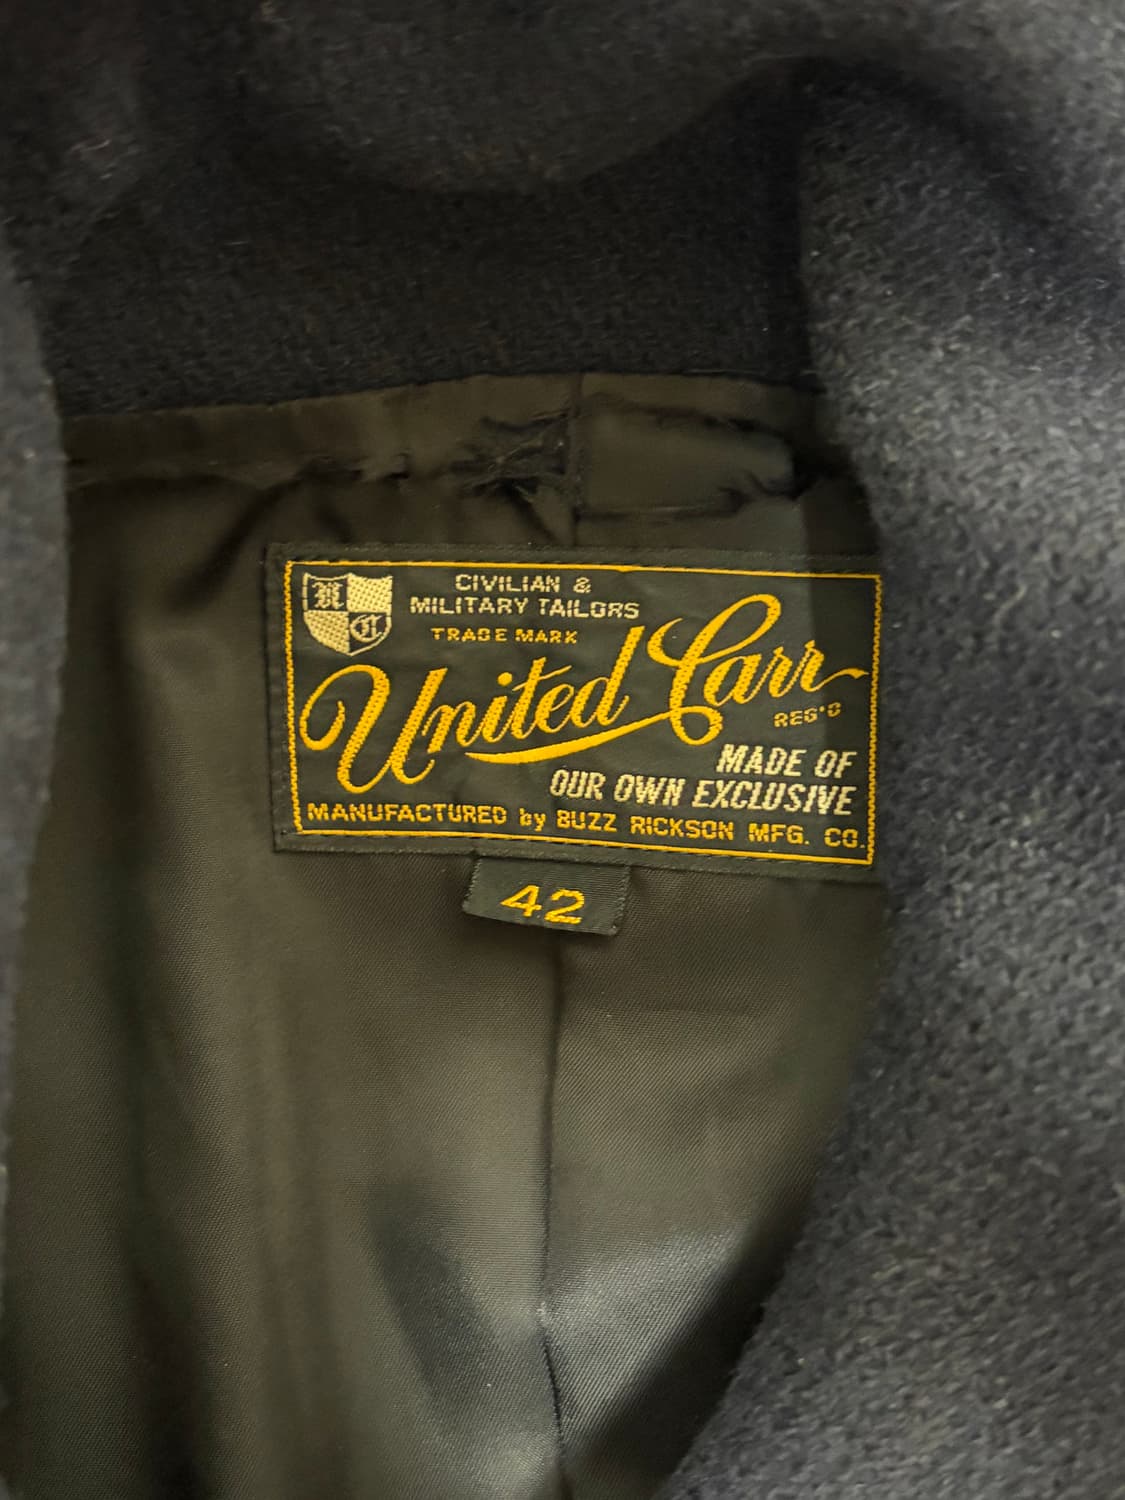 CIVILIAN &
MILITARY TAILORS
TRADE MARK
United Carr
REG'D
MADE OF
OUR OWN EXCLUSIVE
MANUFACTURED by BUZZ RICKSON MFG. CO.
42